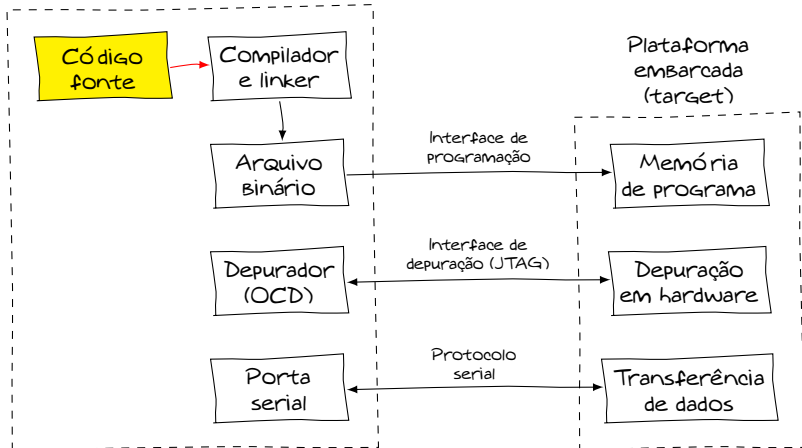 Código
fonte
Compilador
e linker
Plataforma
embarcada
(target)
Arquivo
Binário
Interface de
programação
Memória
de programa
Depurador
(OCD)
Interface de
depuração (JTAG)
Depuração
em hardware
Porta
serial
Protocolo
serial
Transferência
de dados